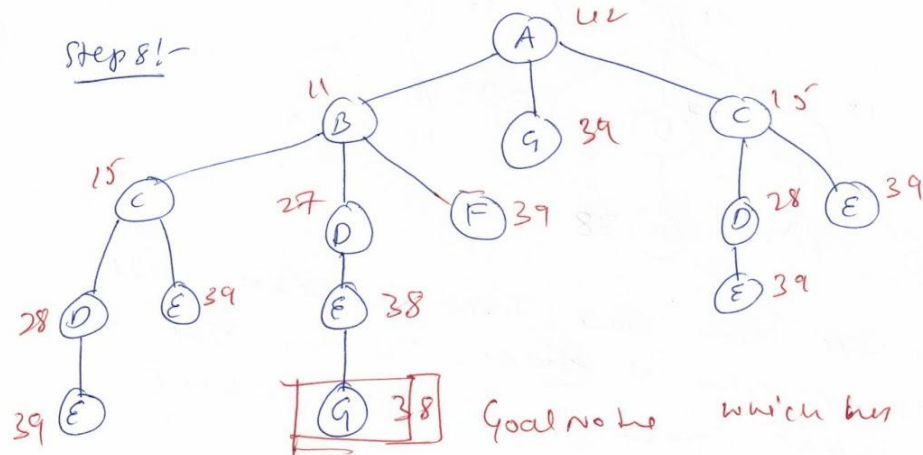 Step 8!-
A 42
11
B
G 39
C 15
15
C
27
D
F 39
28
D
E 39
28 D
E 39
E 38
E 39
39 E
G 38
Goal node which has